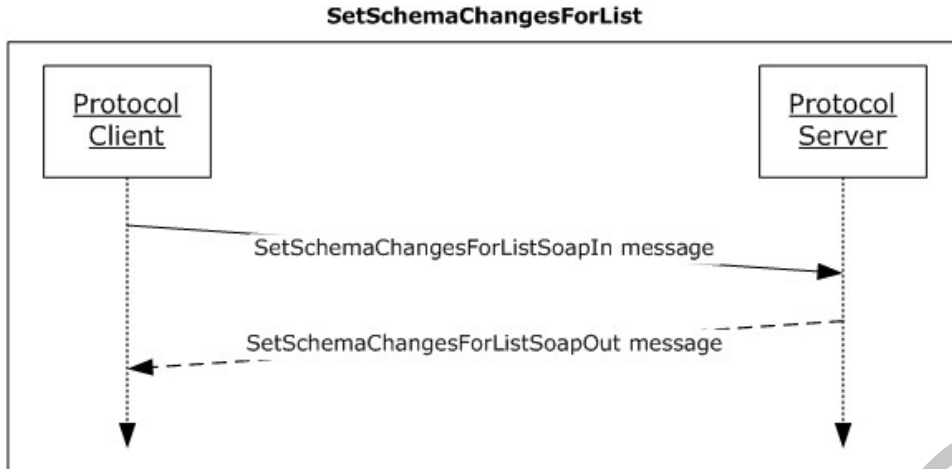 SetSchemaChangesForList
Protocol
Client
Protocol
Server
SetSchemaChangesForListSoapIn message
SetSchemaChangesForListSoapOut message